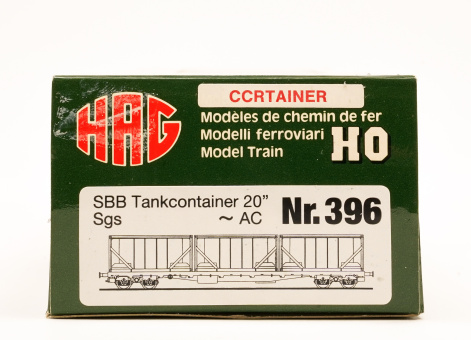 HAG
CCRTAINER
Modèles de chemin de fer
Modelli ferroviari
Model Train
HO
SBB Tankcontainer 20"
Sgs ~ AC
Nr. 396